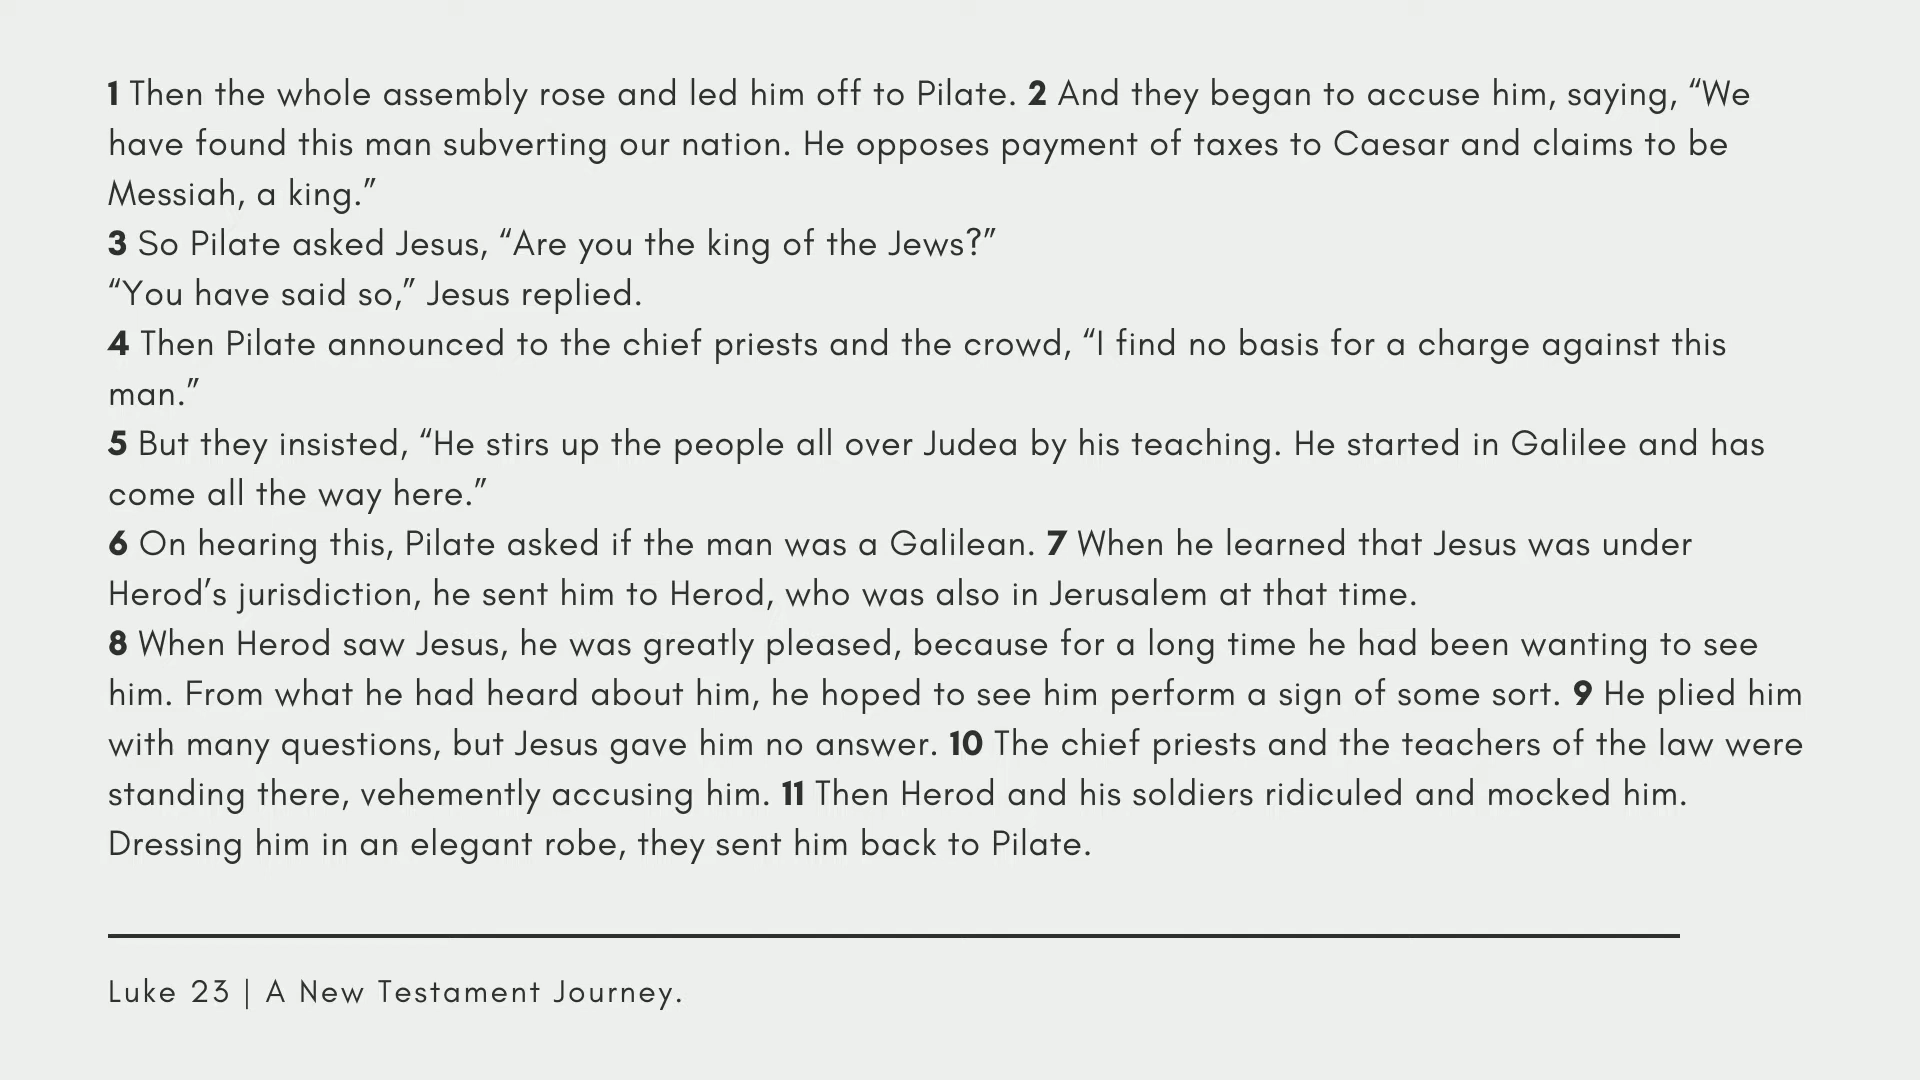 1 Then the whole assembly rose and led him off to Pilate. 2 And they began to accuse him, saying, “We
have found this man subverting our nation. He opposes payment of taxes to Caesar and claims to be
Messiah, a king.”
3 So Pilate asked Jesus, “Are you the king of the Jews?”
“You have said so,” Jesus replied.
4 Then Pilate announced to the chief priests and the crowd, “I find no basis for a charge against this
man.”
5 But they insisted, “He stirs up the people all over Judea by his teaching. He started in Galilee and has
come all the way here.”
6 On hearing this, Pilate asked if the man was a Galilean. 7 When he learned that Jesus was under
Herod’s jurisdiction, he sent him to Herod, who was also in Jerusalem at that time.
8 When Herod saw Jesus, he was greatly pleased, because for a long time he had been wanting to see
him. From what he had heard about him, he hoped to see him perform a sign of some sort. 9 He plied him
with many questions, but Jesus gave him no answer. 10 The chief priests and the teachers of the law were
standing there, vehemently accusing him. 11 Then Herod and his soldiers ridiculed and mocked him.
Dressing him in an elegant robe, they sent him back to Pilate.
Luke 23 | A New Testament Journey.